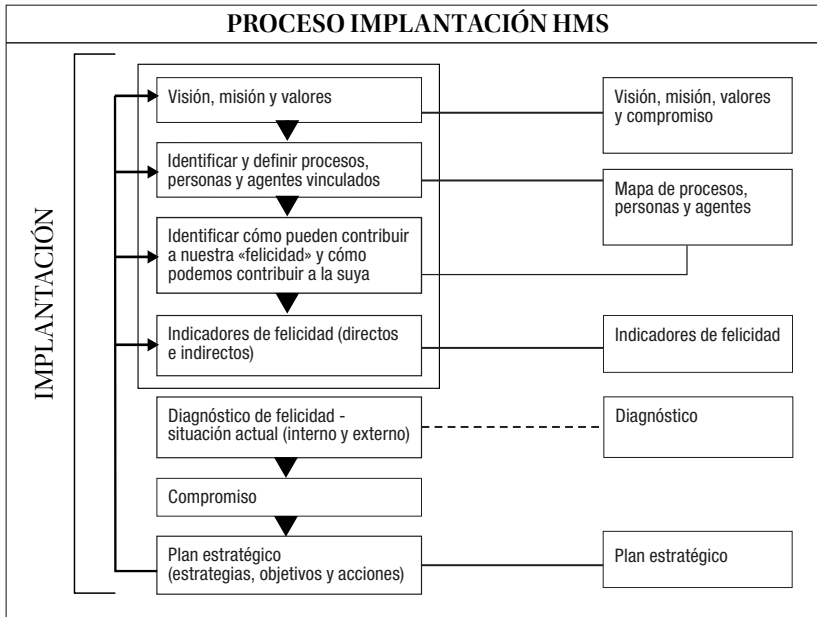 PROCESO IMPLANTACIÓN HMS
IMPLANTACIÓN
Visión, misión y valores
Visión, misión, valores
y compromiso
Identificar y definir procesos,
personas y agentes vinculados
Mapa de procesos,
personas y agentes
Identificar cómo pueden contribuir
a nuestra «felicidad» y cómo
podemos contribuir a la suya
Indicadores de felicidad (directos
e indirectos)
Indicadores de felicidad
Diagnóstico de felicidad -
situación actual (interno y externo)
Diagnóstico
Compromiso
Plan estratégico
(estrategias, objetivos y acciones)
Plan estratégico